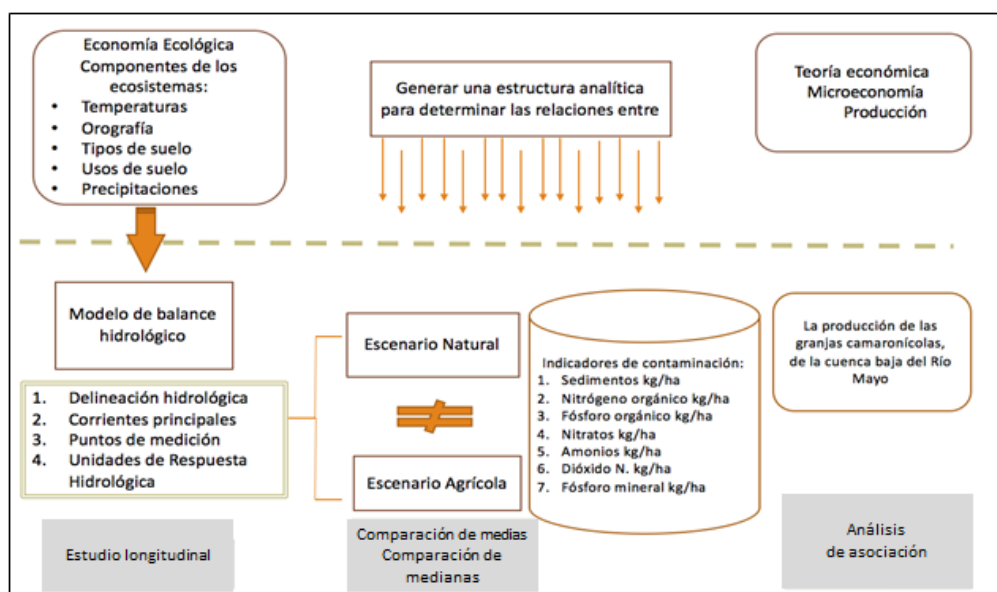 Economía Ecológica
Componentes de los
ecosistemas:
• Temperaturas
• Orografía
• Tipos de suelo
• Usos de suelo
• Precipitaciones
Generar una estructura analítica
para determinar las relaciones entre
Teoría económica
Microeconomía
Producción
Modelo de balance
hidrológico
1. Delineación hidrológica
2. Corrientes principales
3. Puntos de medición
4. Unidades de Respuesta
Hidrológica
Escenario Natural
Escenario Agrícola
Indicadores de contaminación:
1. Sedimentos kg/ha
2. Nitrógeno orgánico kg/ha
3. Fósforo orgánico kg/ha
4. Nitratos kg/ha
5. Amonios kg/ha
6. Dióxido N. kg/ha
7. Fósforo mineral kg/ha
La producción de las
granjas camaronícolas,
de la cuenca baja del Río
Mayo
Estudio longitudinal
Comparación de medias
Comparación de
medianas
Análisis
de asociación